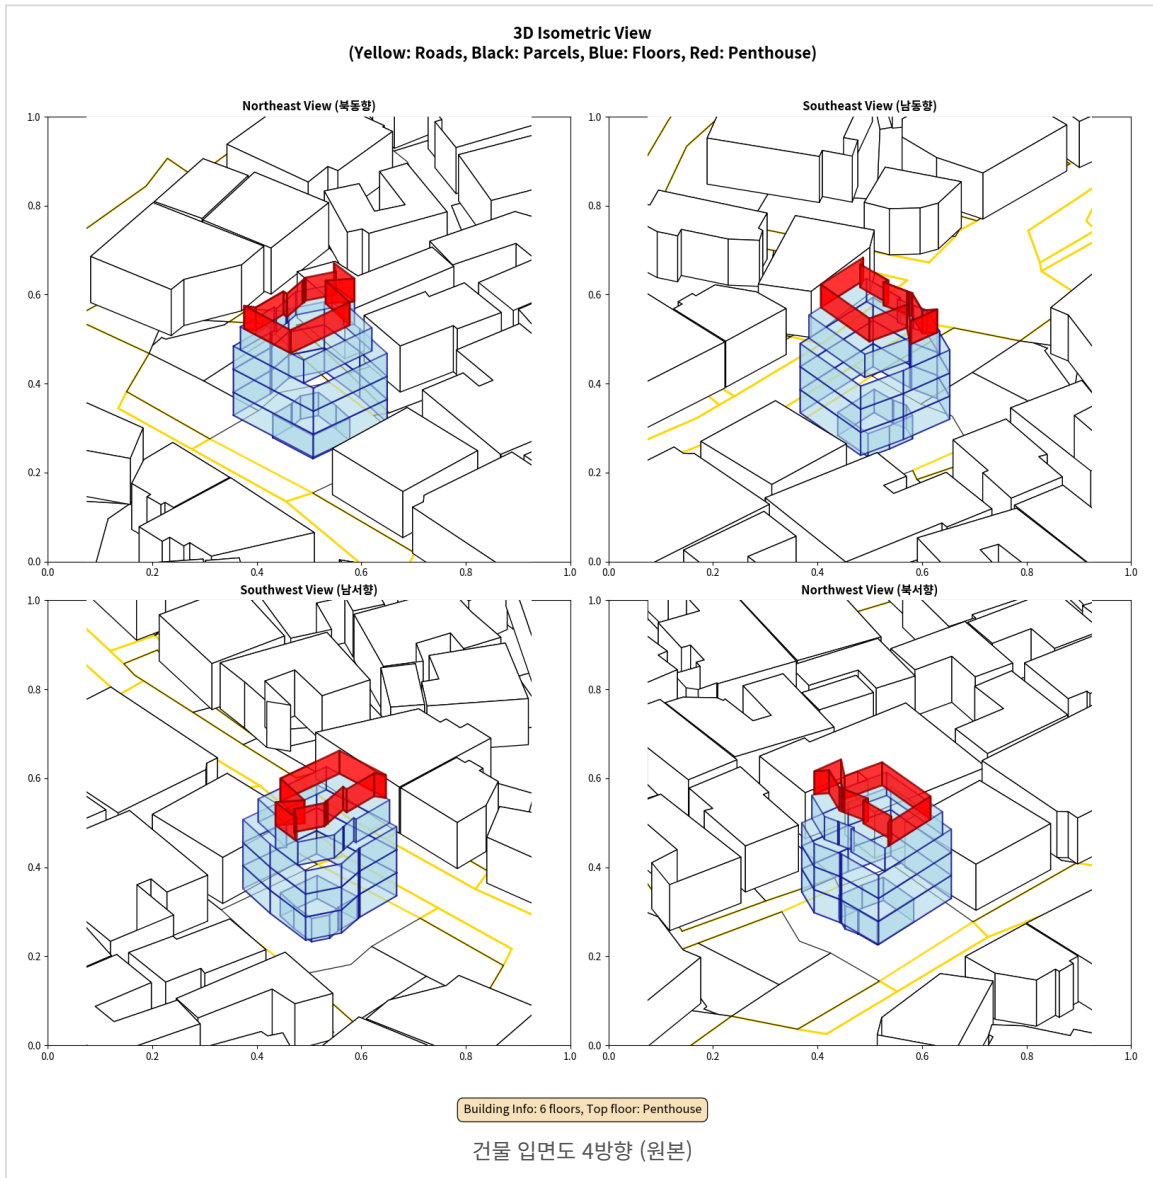 3D Isometric View
(Yellow: Roads, Black: Parcels, Blue: Floors, Red: Penthouse)
Northeast View (북동향)
1.0
0.8
0.6
0.4
0.2
0.0
0.0 0.2 0.4 0.6 0.8 1.0
Southeast View (남동향)
1.0
0.8
0.6
0.4
0.2
0.0
0.0 0.2 0.4 0.6 0.8 1.0
Southwest View (남서향)
1.0
0.8
0.6
0.4
0.2
0.0
0.0 0.2 0.4 0.6 0.8 1.0
Northwest View (북서향)
1.0
0.8
0.6
0.4
0.2
0.0
0.0 0.2 0.4 0.6 0.8 1.0
Building Info: 6 floors, Top floor: Penthouse
건물 입면도 4방향 (원본)